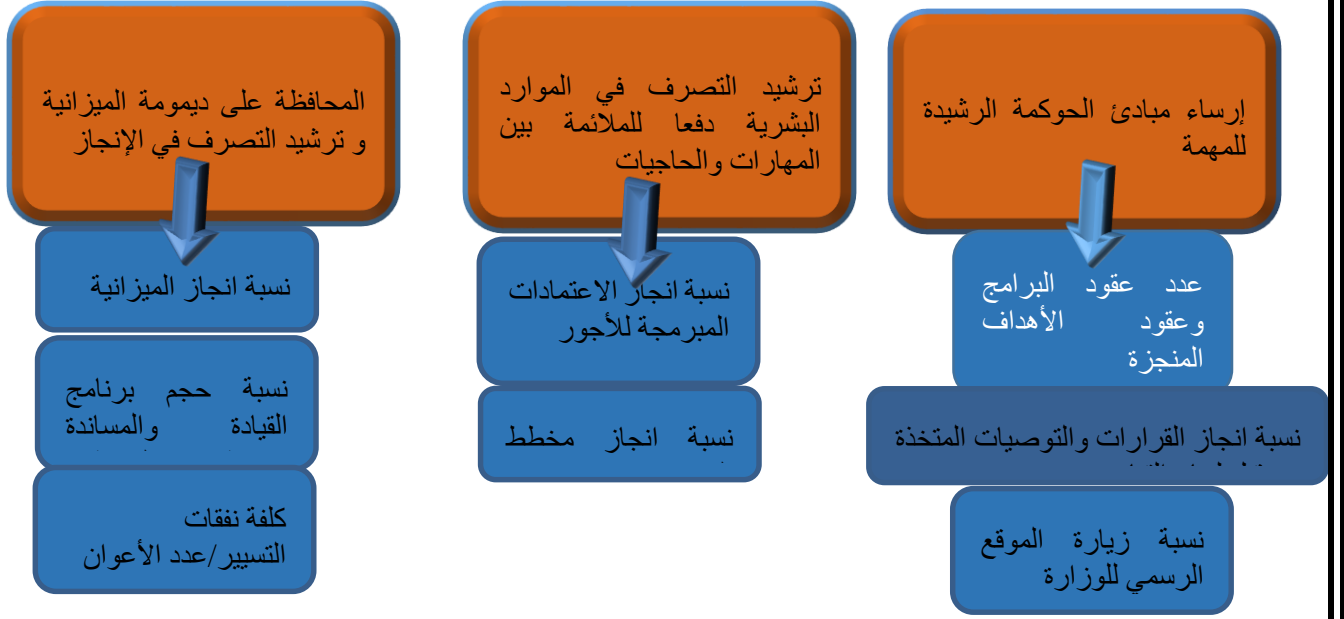 إرساء مبادئ الحوكمة الرشيدة
للمهمة
عدد عقود البرامج
وعقود الأهداف
المنجزة
نسبة انجاز القرارات والتوصيات المتخذة
نسبة زيارة الموقع
الرسمي للوزارة
ترشيد التصرف في الموارد
البشرية دفعا للملائمة بين
المهارات والحاجيات
نسبة انجاز الاعتمادات
المبرمجة للأجور
نسبة انجاز مخطط
المحافظة على ديمومة الميزانية
و ترشيد التصرف في الإنجاز
نسبة انجاز الميزانية
نسبة حجم برنامج
القيادة والمساندة
كلفة نفقات
التسيير/عدد الأعوان